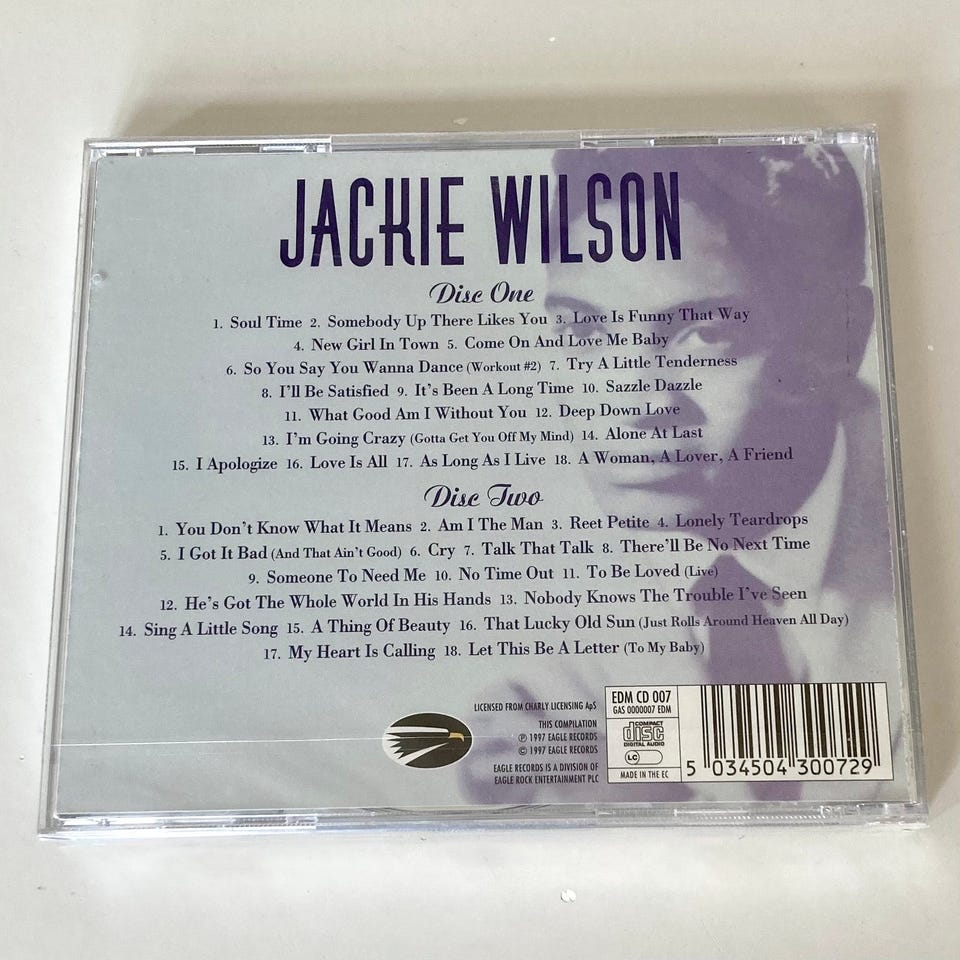 JACKIE WILSON
Disc One
1. Soul Time 2. Somebody Up There Likes You 3. Love Is Funny That Way
4. New Girl In Town 5. Come On And Love Me Baby
6. So You Say You Wanna Dance (Workout #2) 7. Try A Little Tenderness
8. I'll Be Satisfied 9. It's Been A Long Time 10. Sazzle Dazzle
11. What Good Am I Without You 12. Deep Down Love
13. I'm Going Crazy (Gotta Get You Off My Mind) 14. Alone At Last
15. I Apologize 16. Love Is All 17. As Long As I Live 18. A Woman, A Lover, A Friend
Disc Two
1. You Don't Know What It Means 2. Am I The Man 3. Reet Petite 4. Lonely Teardrops
5. I Got It Bad (And That Ain't Good) 6. Cry 7. Talk That Talk 8. There'll Be No Next Time
9. Someone To Need Me 10. No Time Out 11. To Be Loved (Live)
12. He's Got The Whole World In His Hands 13. Nobody Knows The Trouble I've Seen
14. Sing A Little Song 15. A Thing Of Beauty 16. That Lucky Old Sun (Just Rolls Around Heaven All Day)
17. My Heart Is Calling 18. Let This Be A Letter (To My Baby)
LICENSED FROM CHARLY LICENSING ApS
THIS COMPILATION
℗ 1997 EAGLE RECORDS
© 1997 EAGLE RECORDS
EAGLE RECORDS IS A DIVISION OF
EAGLE ROCK ENTERTAINMENT PLC
EDM CD 007
GAS 0000007 EDM
COMPACT
disc
DIGITAL AUDIO
LC
MADE IN THE EC
5 034504 300729